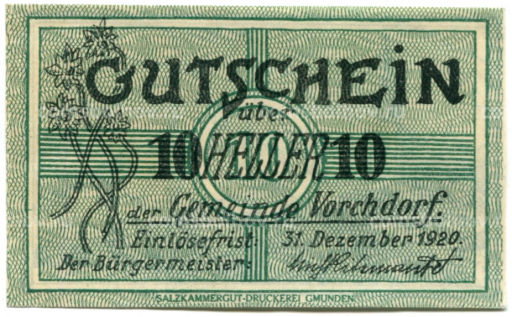 GUTSCHEIN
über
10 HELLER 10
der Gemeinde Vorchdorf.
Einlösefrist: 31. Dezember 1920.
Der Bürgermeister:
SALZKAMMERGUT-DRUCKEREI GMUNDEN.